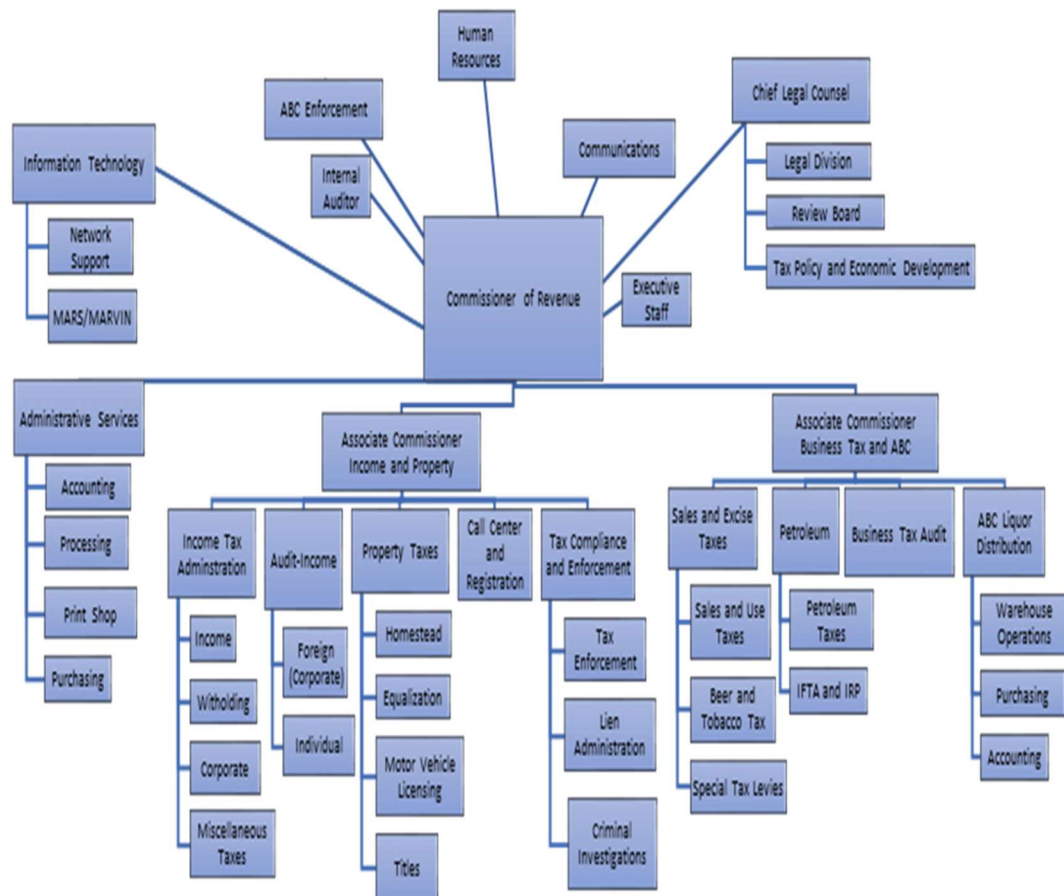 Human
Resources
ABC Enforcement
Chief Legal Counsel
Information Technology
Internal
Auditor
Communications
Legal Division
Review Board
Tax Policy and Economic Development
Network
Support
MARS/MARVIN
Commissioner of Revenue
Executive
Staff
Administrative Services
Accounting
Processing
Print Shop
Purchasing
Associate Commissioner
Income and Property
Income Tax
Adminstration
Income
Witholding
Corporate
Miscellaneous
Taxes
Audit-Income
Foreign
(Corporate)
Individual
Property Taxes
Homestead
Equalization
Motor Vehicle
Licensing
Titles
Call Center
and
Registration
Tax Compliance
and Enforcement
Tax
Enforcement
Lien
Administration
Criminal
Investigations
Associate Commissioner
Business Tax and ABC
Sales and Excise
Taxes
Sales and Use
Taxes
Beer and
Tobacco Tax
Special Tax Levies
Petroleum
Petroleum
Taxes
IFTA and IRP
Business Tax Audit
ABC Liquor
Distribution
Warehouse
Operations
Purchasing
Accounting